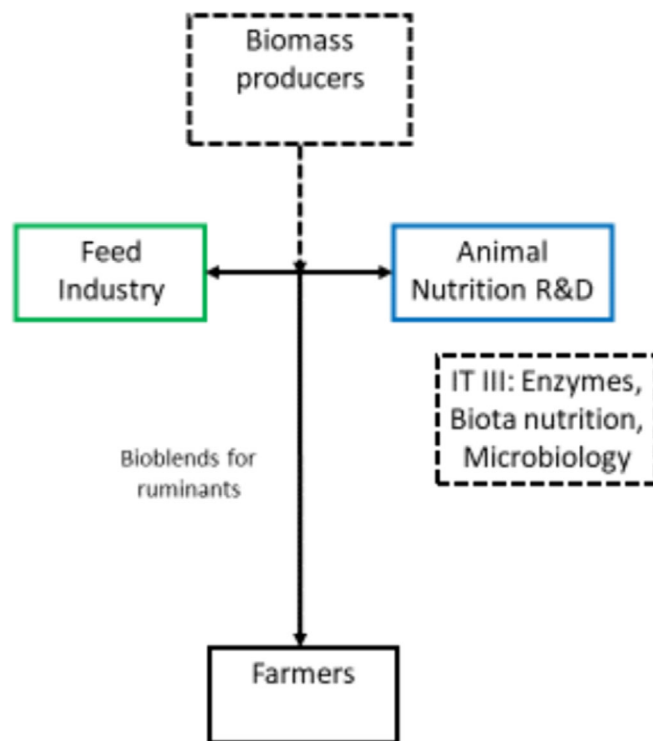 Biomass
producers
Feed
Industry
Animal
Nutrition R&D
IT III: Enzymes,
Biota nutrition,
Microbiology
Bioblends for
ruminants
Farmers